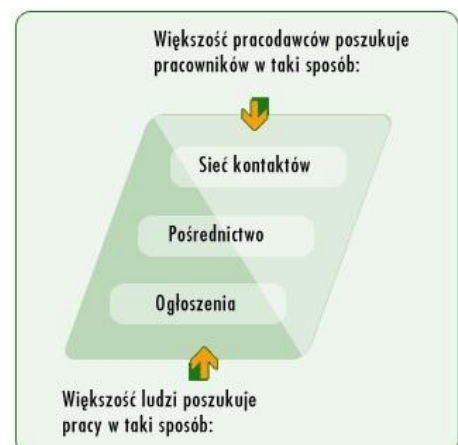 Większość pracodawców poszukuje
pracowników w taki sposób:
Sieć kontaktów
Pośrednictwo
Ogłoszenia
Większość ludzi poszukuje
pracy w taki sposób: